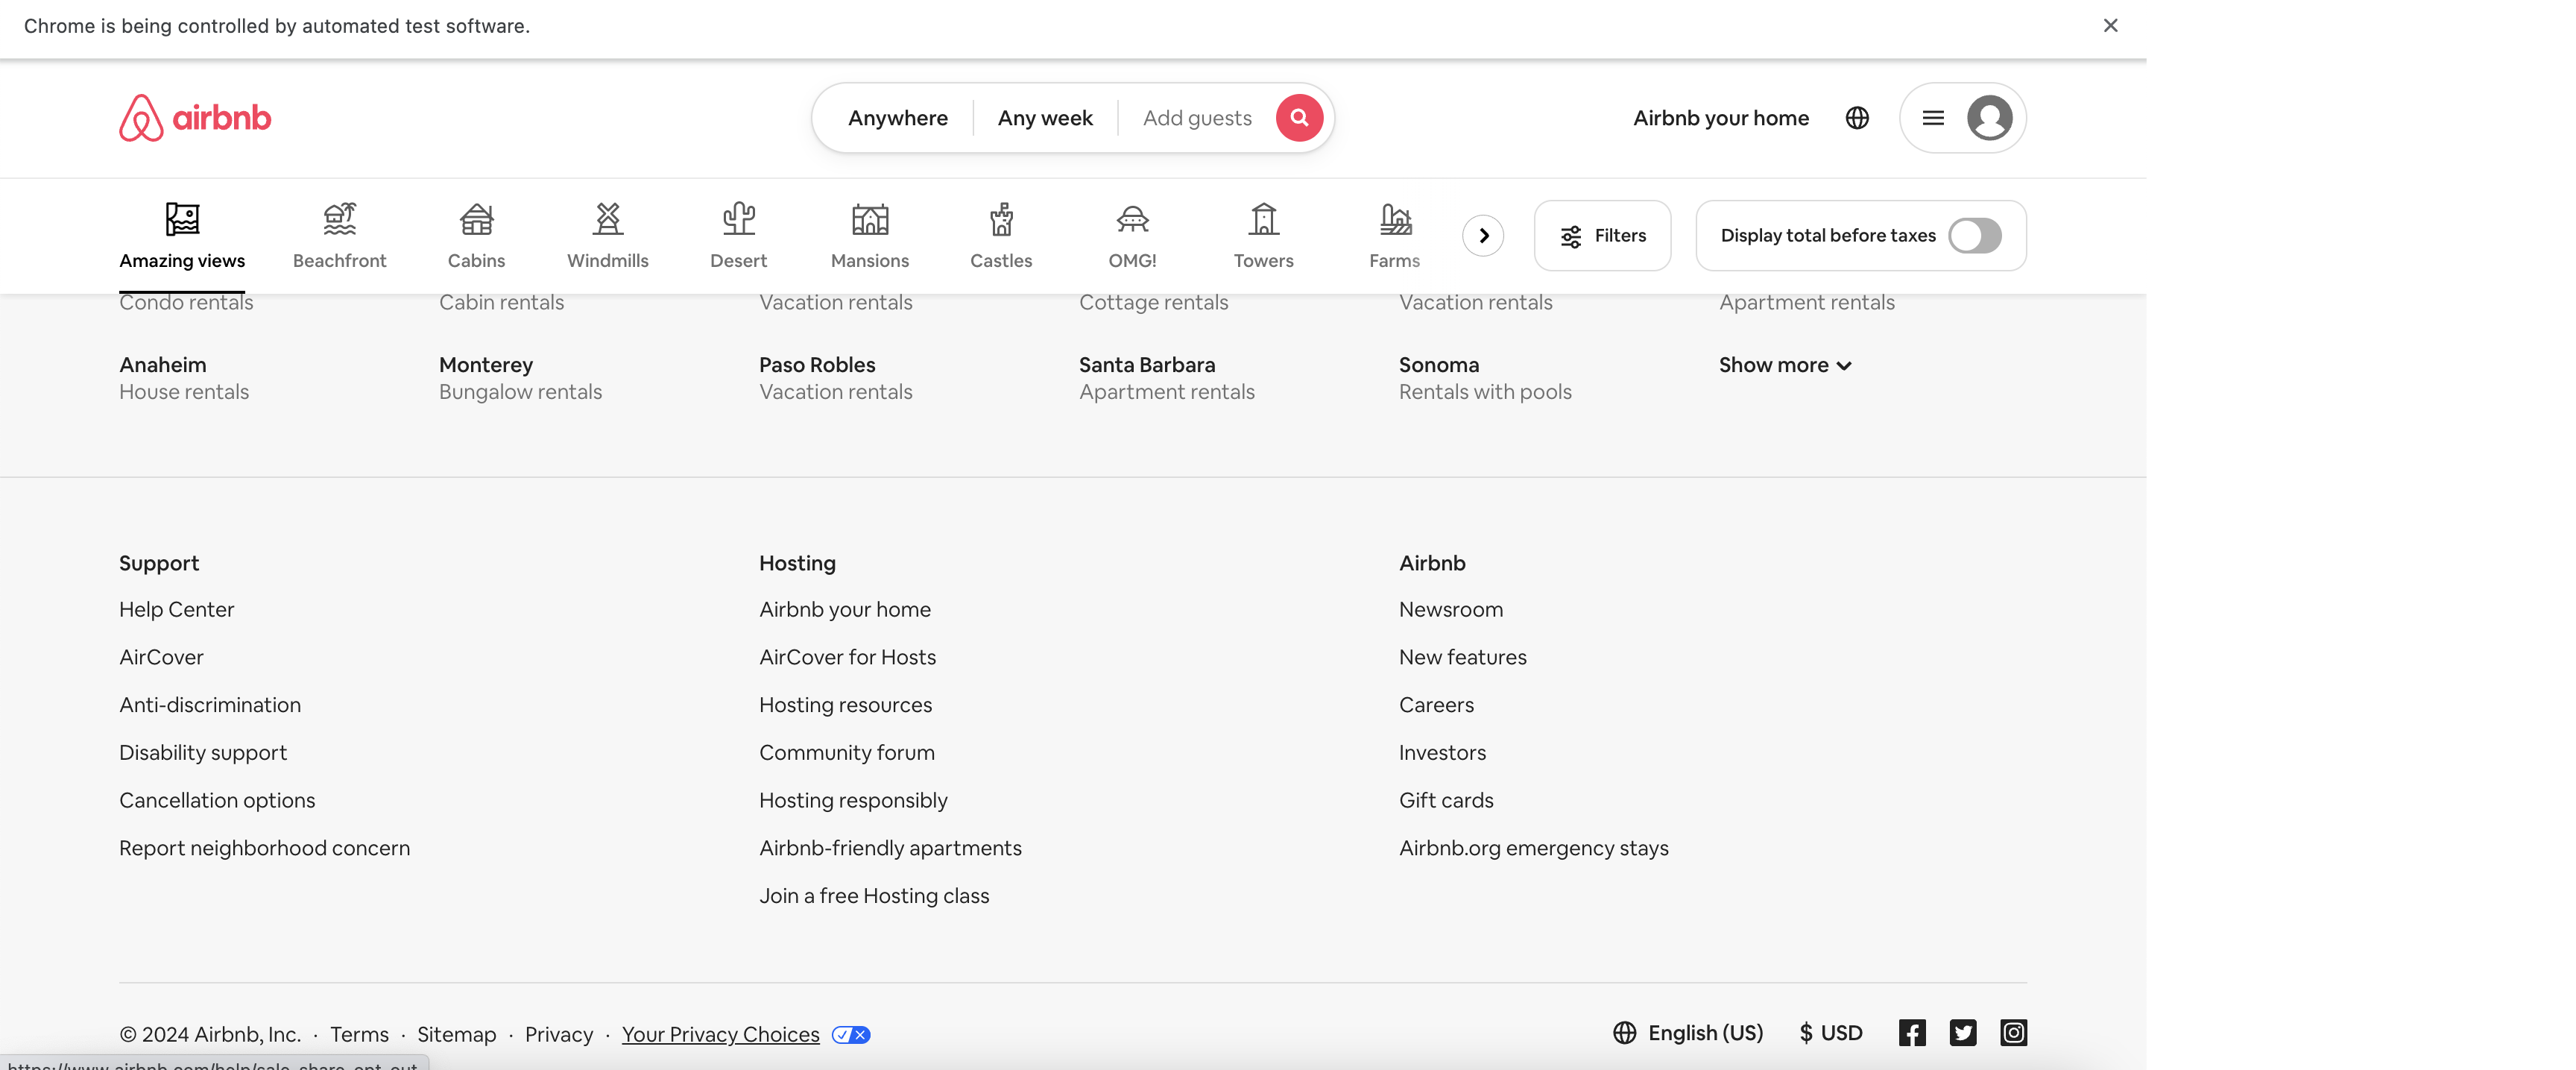 Chrome is being controlled by automated test software.
airbnb
Anywhere Any week Add guests
Airbnb your home
Amazing views Beachfront Cabins Windmills Desert Mansions Castles OMG! Towers Farms
Filters
Display total before taxes
Condo rentals Cabin rentals Vacation rentals Cottage rentals Vacation rentals Apartment rentals
Anaheim Monterey Paso Robles Santa Barbara Sonoma Show more
House rentals Bungalow rentals Vacation rentals Apartment rentals Rentals with pools
Support
Help Center
AirCover
Anti-discrimination
Disability support
Cancellation options
Report neighborhood concern
Hosting
Airbnb your home
AirCover for Hosts
Hosting resources
Community forum
Hosting responsibly
Airbnb-friendly apartments
Join a free Hosting class
Airbnb
Newsroom
New features
Careers
Investors
Gift cards
Airbnb.org emergency stays
© 2024 Airbnb, Inc. · Terms · Sitemap · Privacy · Your Privacy Choices
English (US) $ USD
https://www.airbnb.com/help/sale_share_opt_out